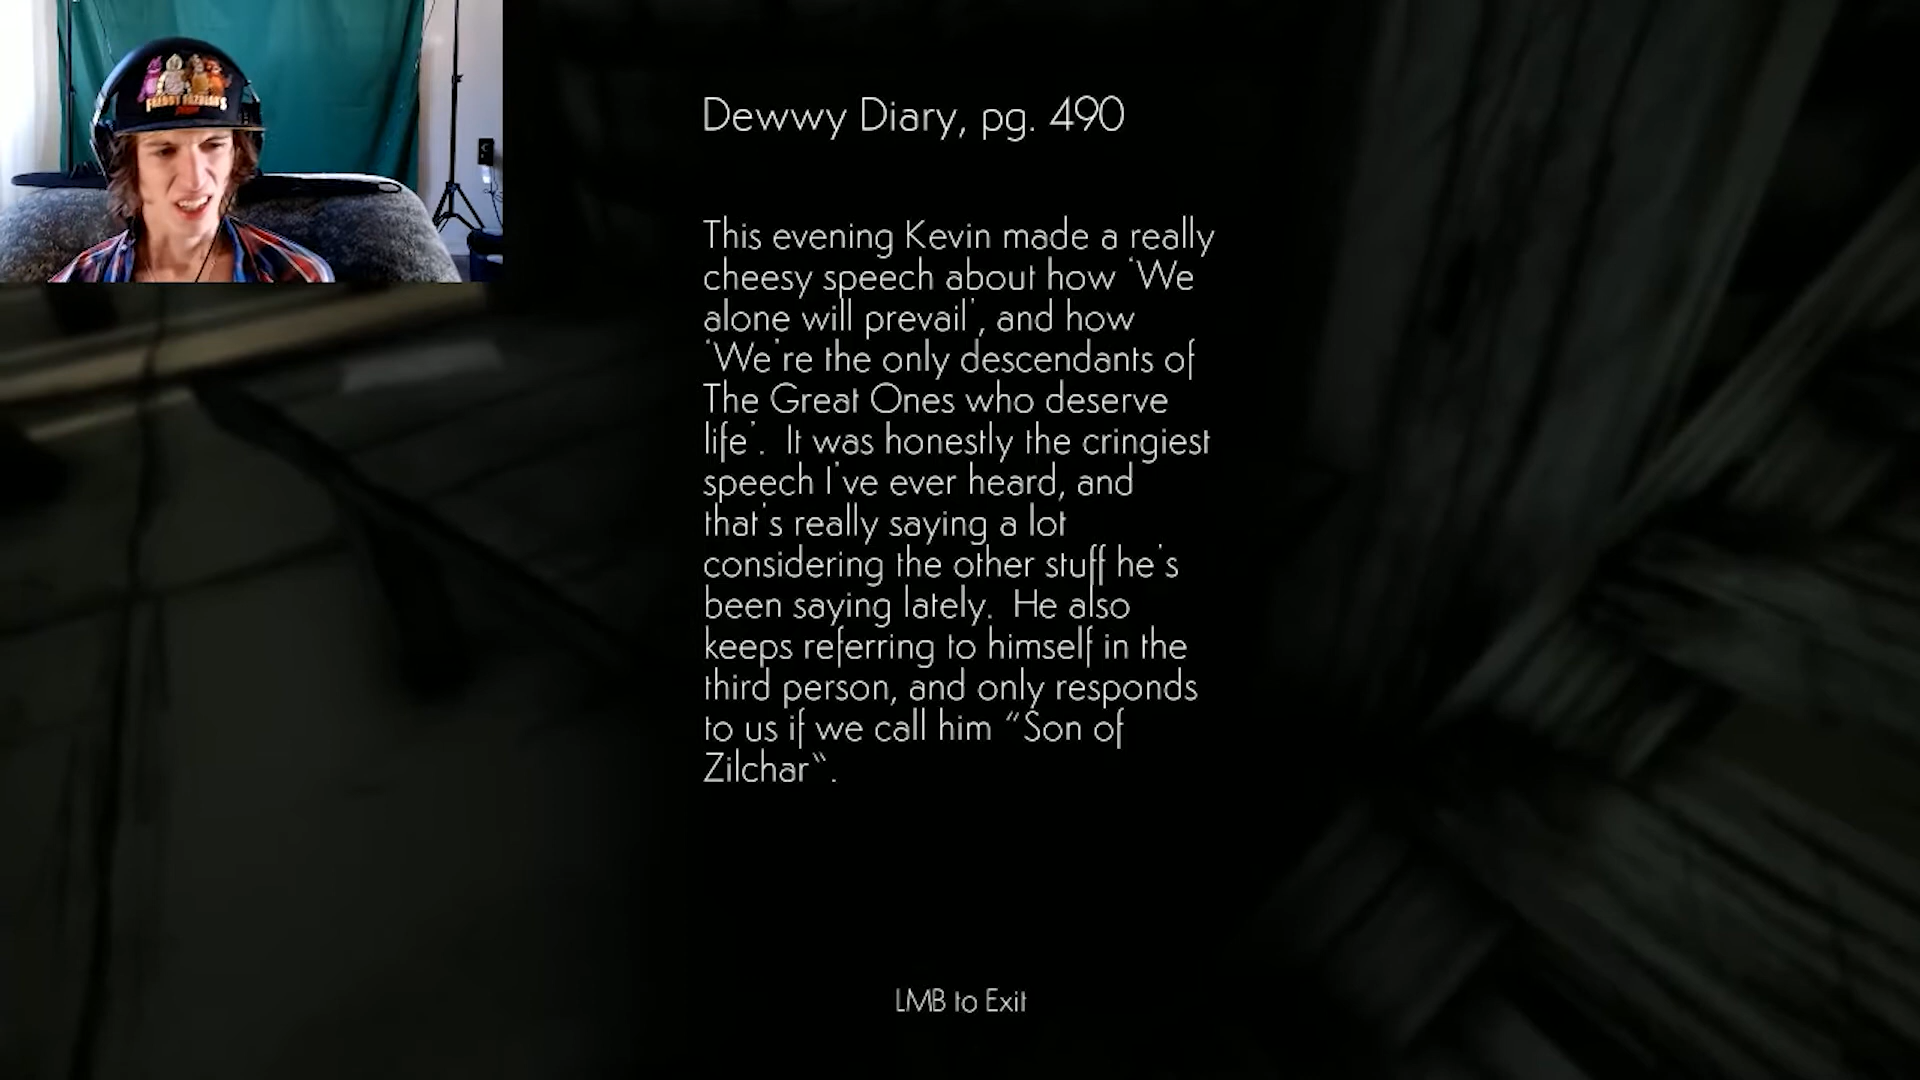 FREDDY FAZBEAR'S
Dewwy Diary, pg. 490
This evening Kevin made a really
cheesy speech about how 'We
alone will prevail', and how
'We're the only descendants of
The Great Ones who deserve
life'.  It was honestly the cringiest
speech I've ever heard, and
that's really saying a lot
considering the other stuff he's
been saying lately.  He also
keeps referring to himself in the
third person, and only responds
to us if we call him “Son of
Zilchar“.
LMB to Exit